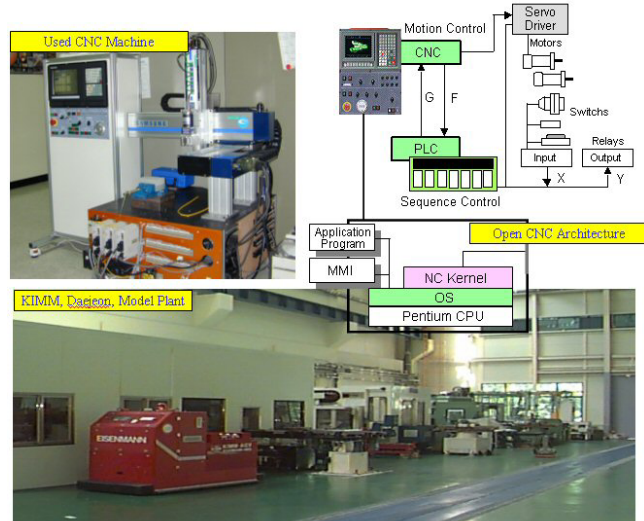 Used CNC Machine
SAMSUNG
Motion Control
CNC
Servo
Driver
Motors
G
F
Switchs
PLC
Relays
Input
Output
X
Y
Sequence Control
Application
Program
MMI
Open CNC Architecture
NC Kernel
OS
Pentium CPU
KIMM, Daejeon, Model Plant
EISENMANN